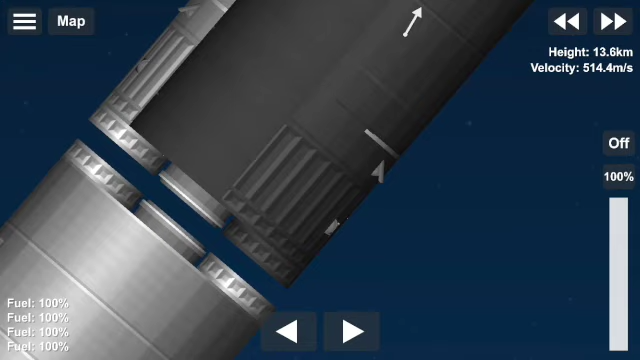 Map
Height: 13.6km
Velocity: 514.4m/s
Off
100%
Fuel: 100%
Fuel: 100%
Fuel: 100%
Fuel: 100%